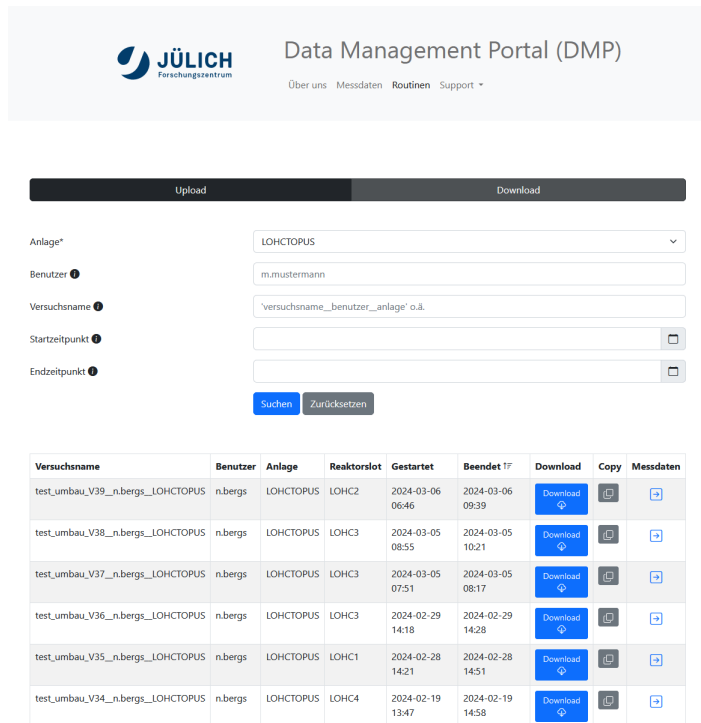 JÜLICH
Forschungszentrum
Data Management Portal (DMP)
Über uns Messdaten Routinen Support
Upload Download
Anlage* LOHCTOPUS
Benutzer m.mustermann
Versuchsname 'versuchsname__benutzer__anlage' o.ä.
Startzeitpunkt
Endzeitpunkt
Suchen Zurücksetzen
Versuchsname Benutzer Anlage Reaktorslot Gestartet Beendet Download Copy Messdaten
test_umbau_V39__n.bergs__LOHCTOPUS n.bergs LOHCTOPUS LOHC2 2024-03-06 2024-03-06 Download
06:46 09:39
test_umbau_V38__n.bergs__LOHCTOPUS n.bergs LOHCTOPUS LOHC3 2024-03-05 2024-03-05 Download
08:55 10:21
test_umbau_V37__n.bergs__LOHCTOPUS n.bergs LOHCTOPUS LOHC3 2024-03-05 2024-03-05 Download
07:51 08:17
test_umbau_V36__n.bergs__LOHCTOPUS n.bergs LOHCTOPUS LOHC3 2024-02-29 2024-02-29 Download
14:18 14:28
test_umbau_V35__n.bergs__LOHCTOPUS n.bergs LOHCTOPUS LOHC1 2024-02-28 2024-02-28 Download
14:21 14:51
test_umbau_V34__n.bergs__LOHCTOPUS n.bergs LOHCTOPUS LOHC4 2024-02-19 2024-02-19 Download
13:47 14:58